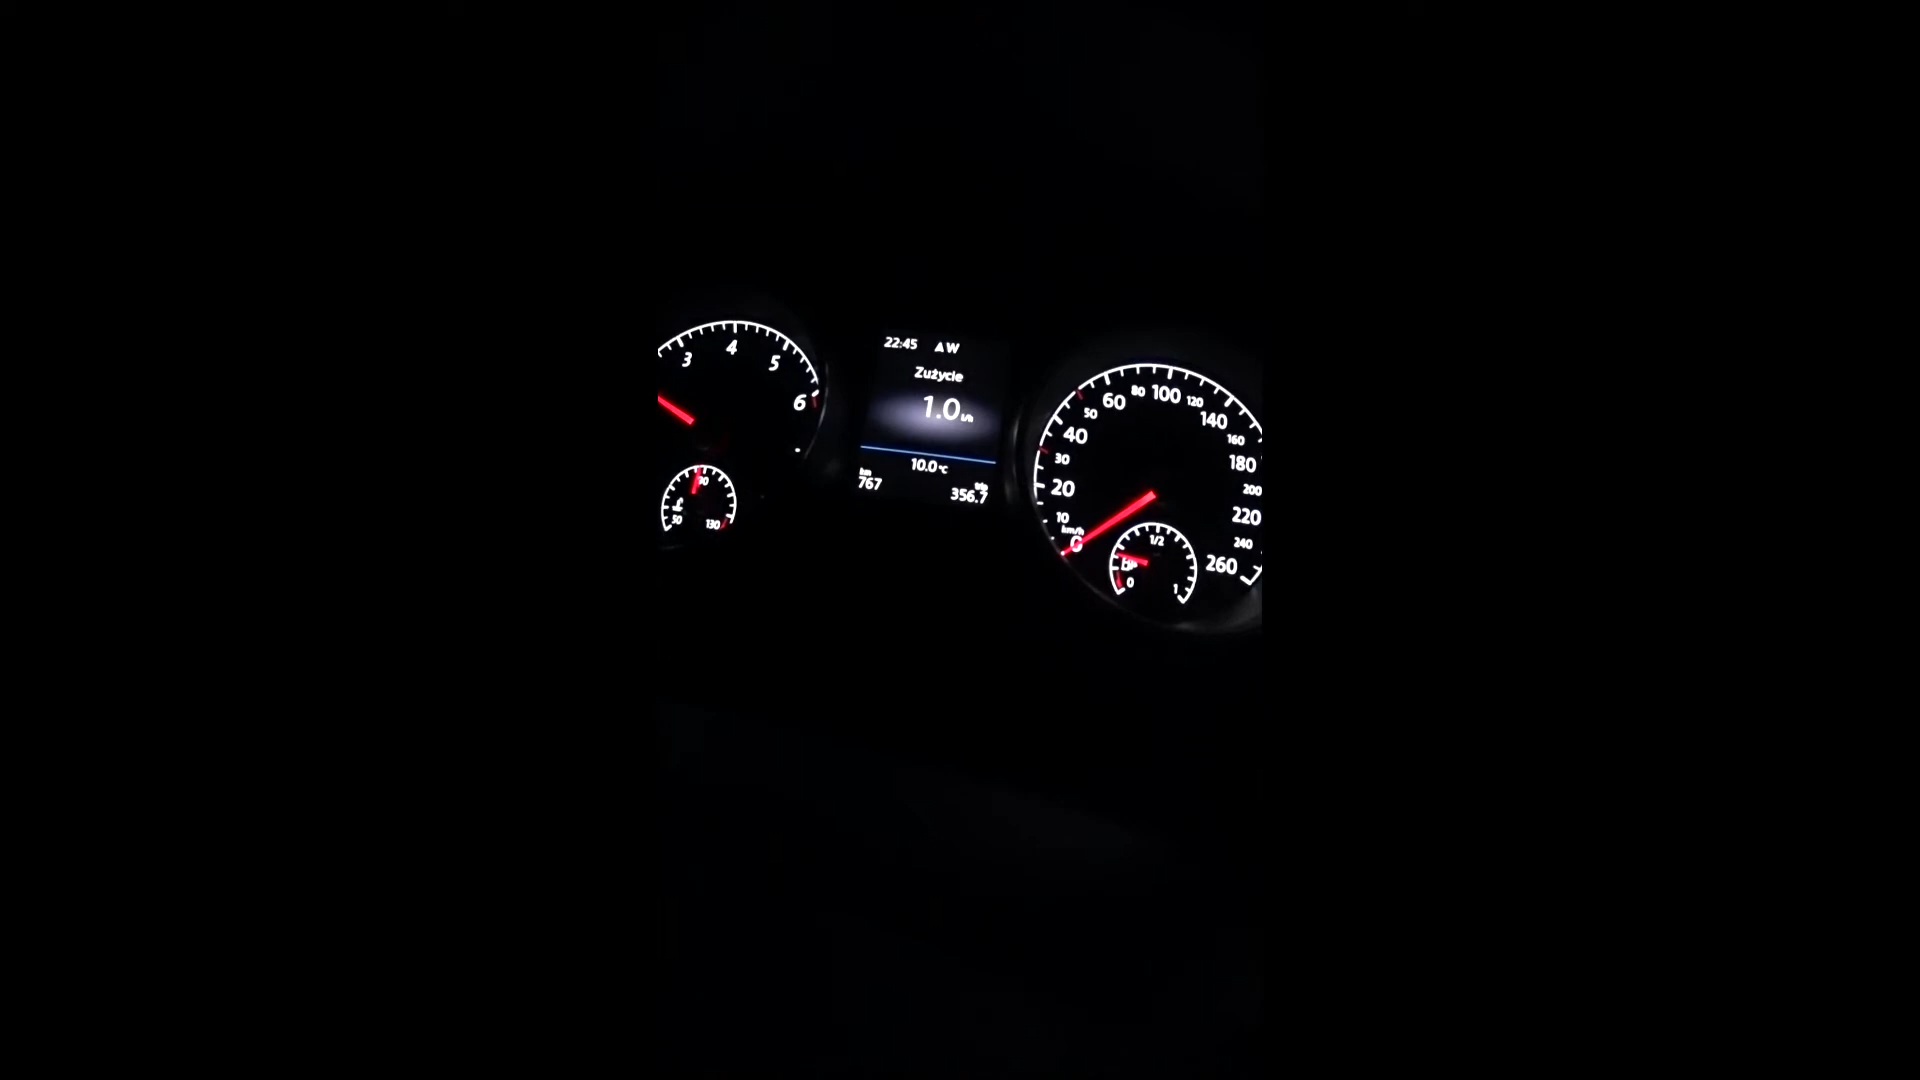 3 4 5 6
50 90 130
22:45 ▲W
Zużycie
1.0 l/h
10.0°C
km
767
trip
356.7
0 10 20 30 40 50 60 80 100 120 140 160 180 200 220 240 260
km/h
0 1/2 1